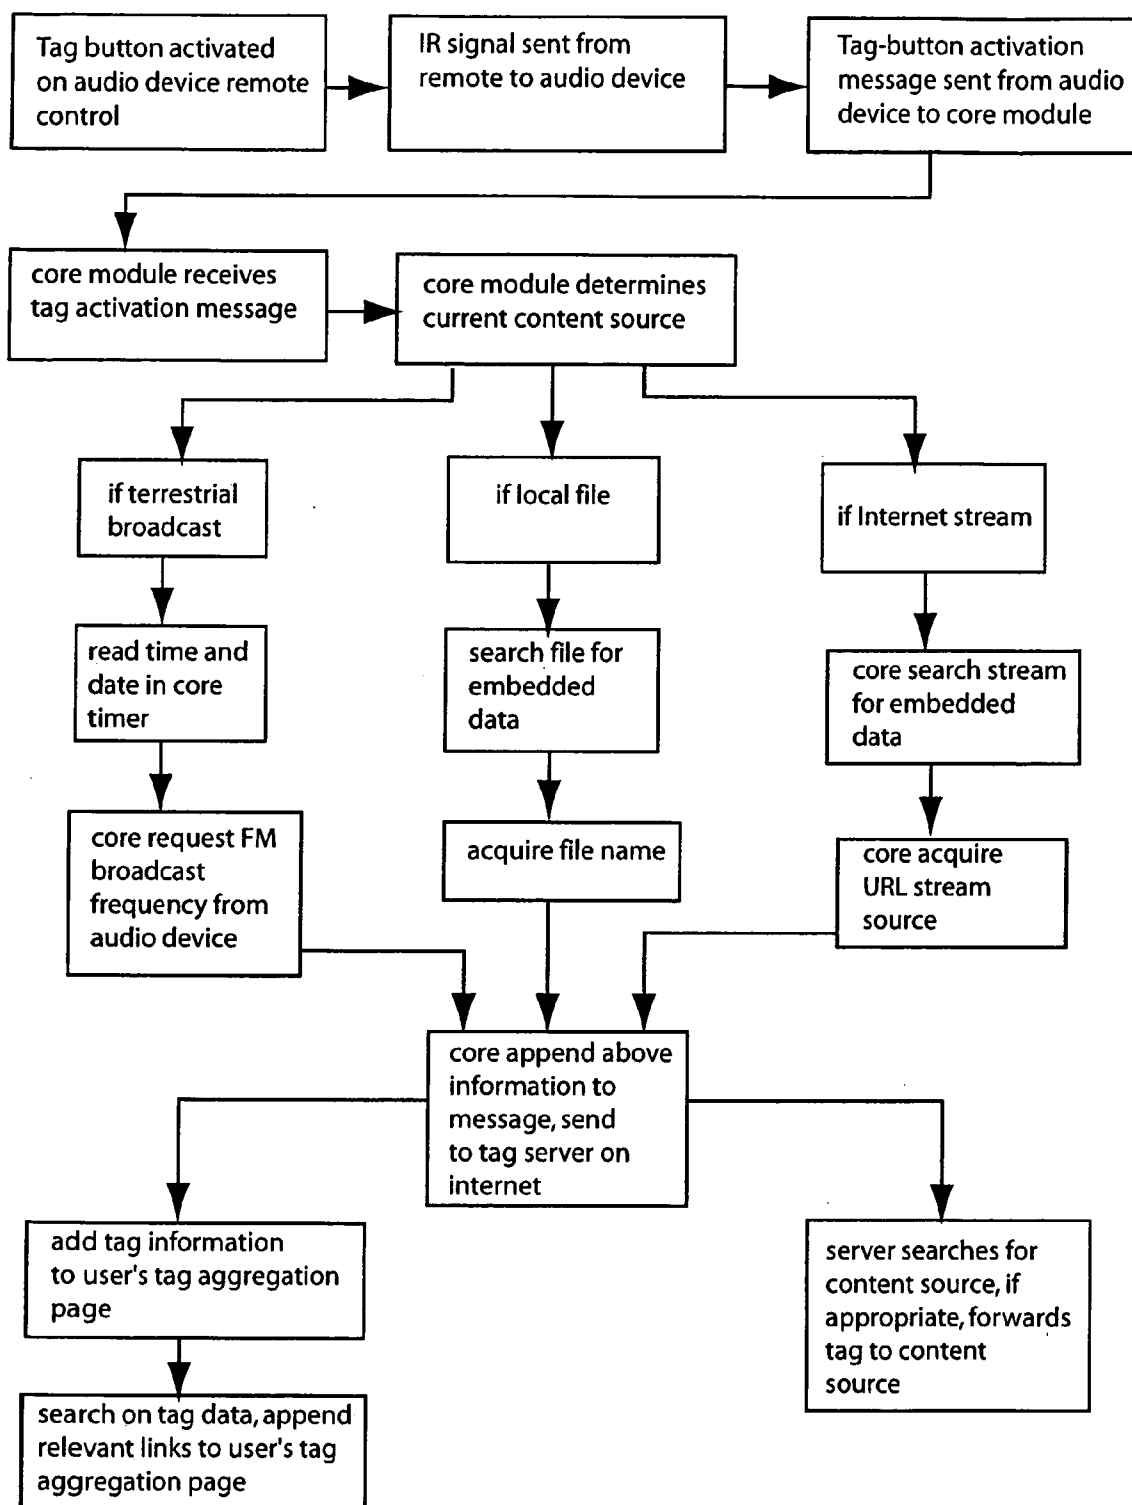 Tag button activated
on audio device remote
control
IR signal sent from
remote to audio device
Tag-button activation
message sent from audio
device to core module
core module receives
tag activation message
core module determines
current content source
if terrestrial
broadcast
if local file
if Internet stream
read time and
date in core
timer
search file for
embedded
data
core search stream
for embedded
data
core request FM
broadcast
frequency from
audio device
acquire file name
core acquire
URL stream
source
core append above
information to
message, send
to tag server on
internet
add tag information
to user's tag aggregation
page
server searches for
content source, if
appropriate, forwards
tag to content
source
search on tag data, append
relevant links to user's tag
aggregation page